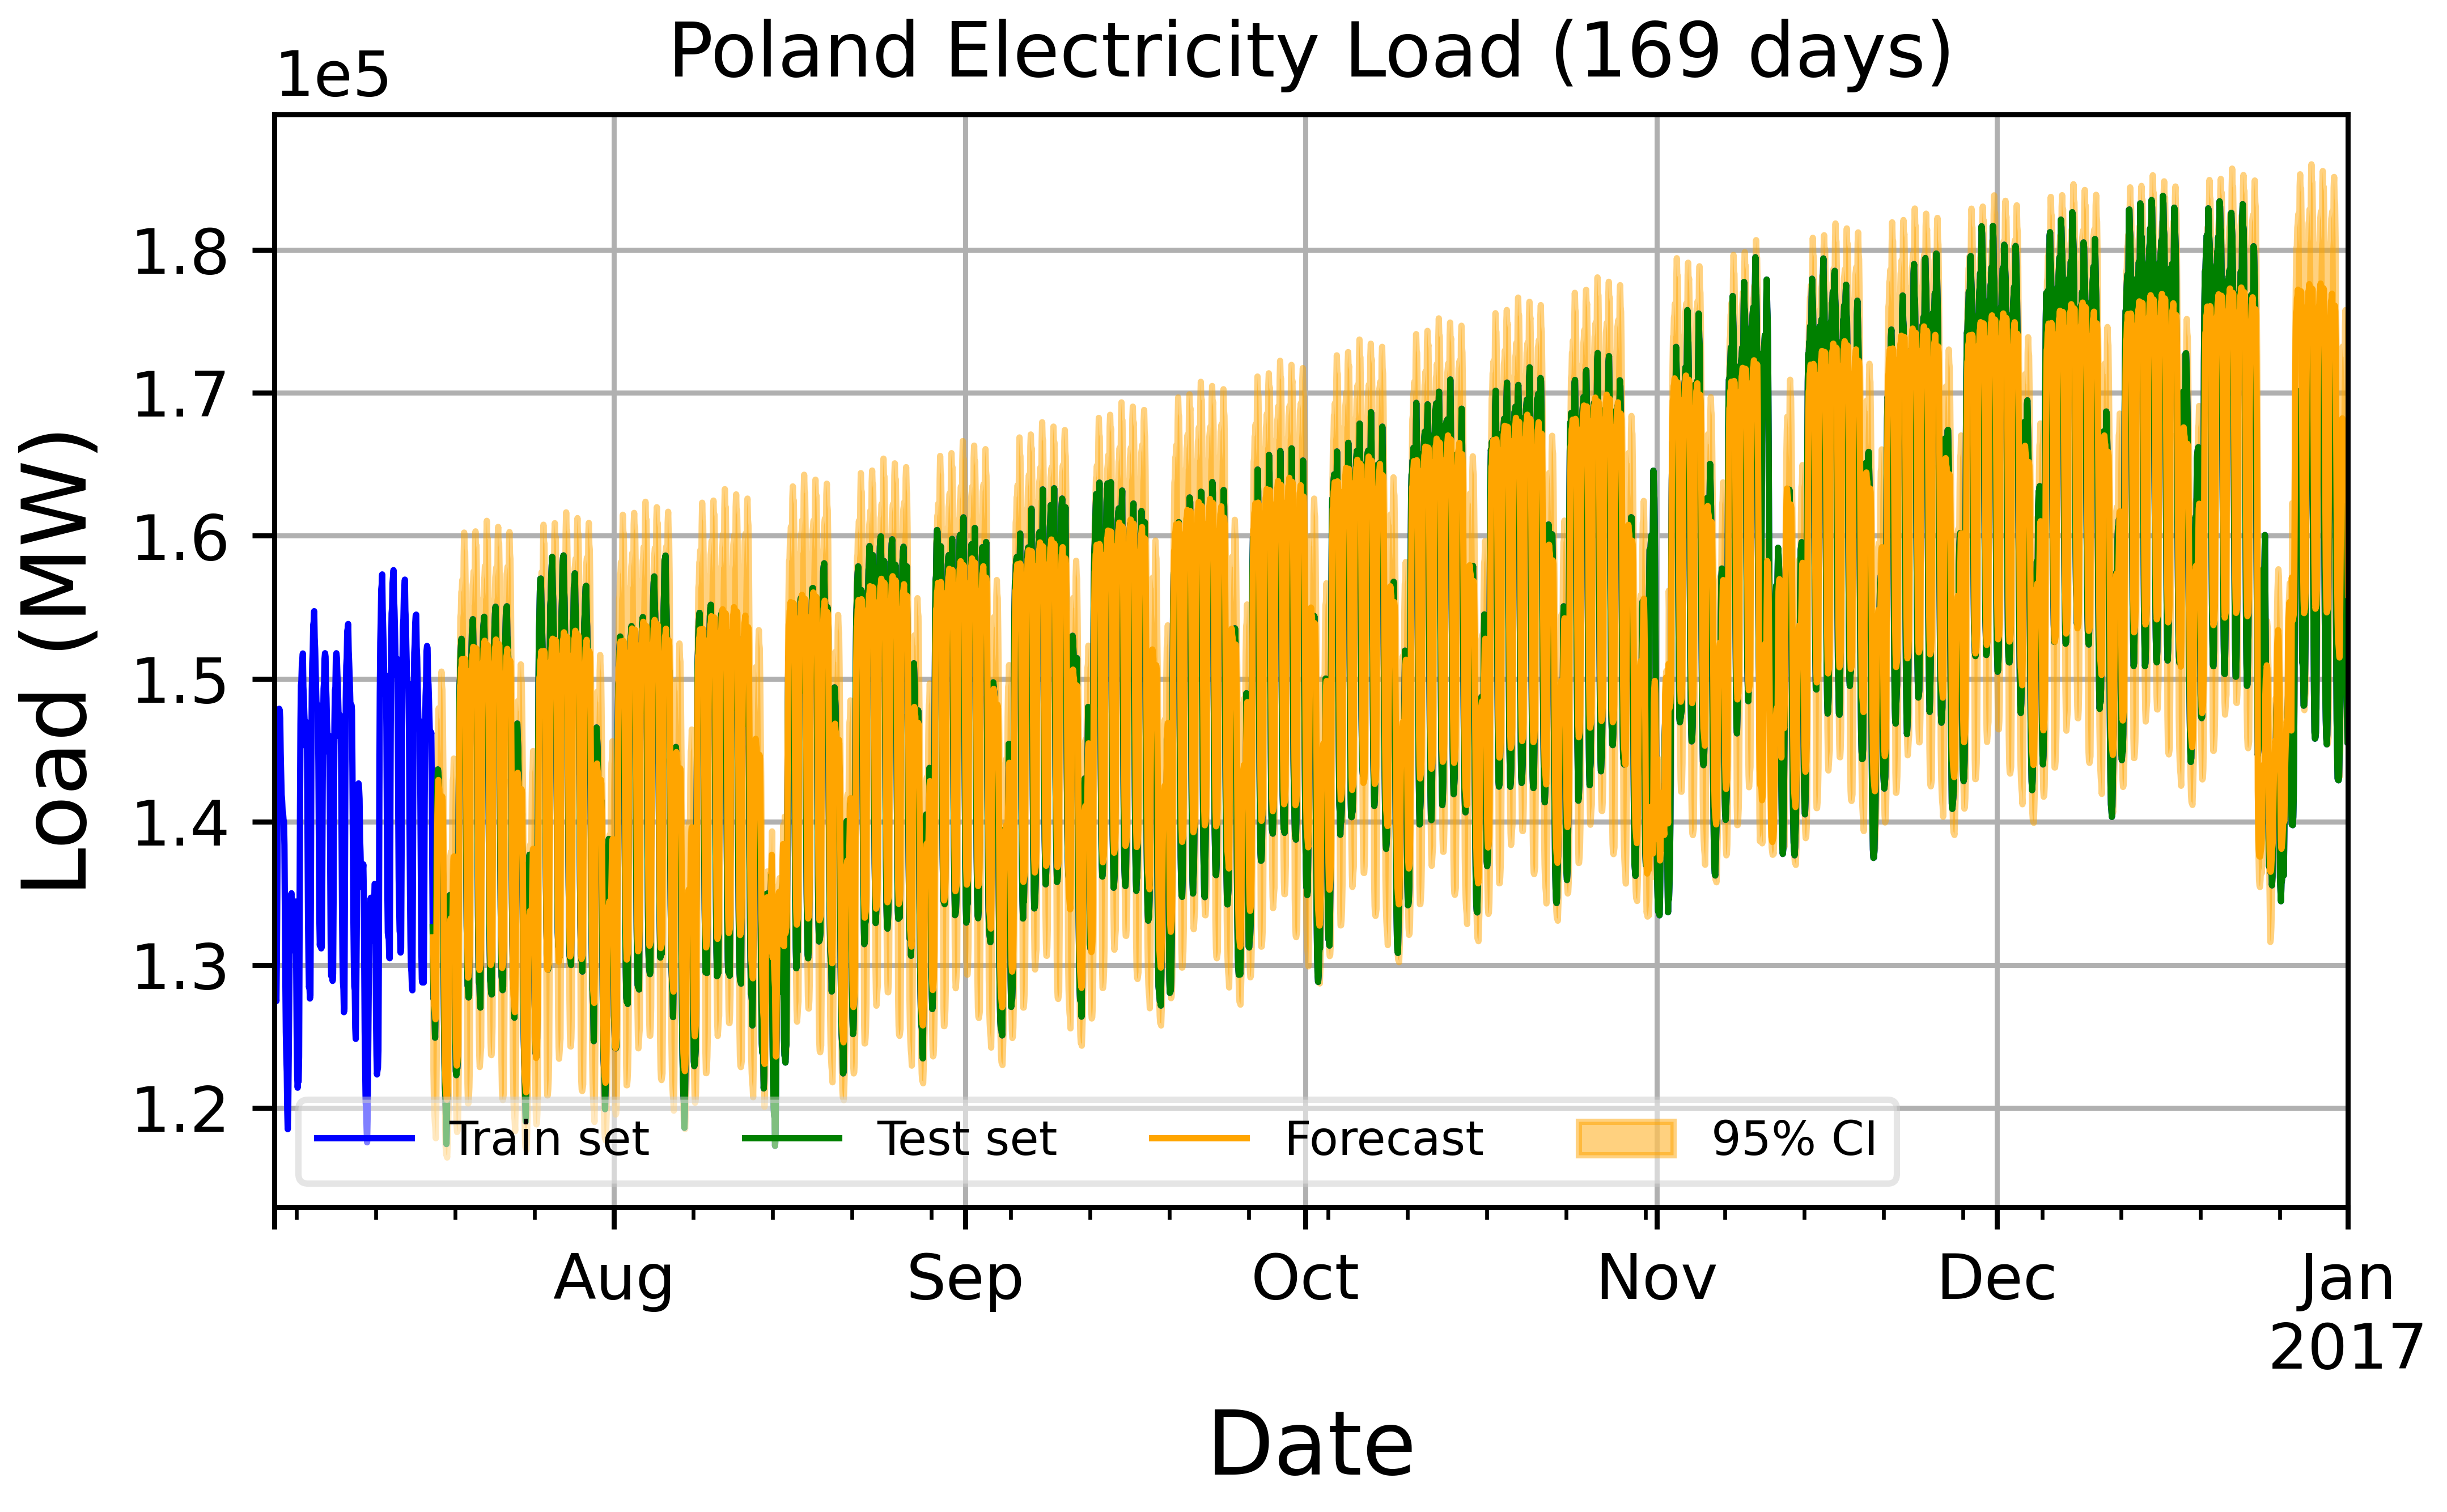 Poland Electricity Load (169 days)
1e5
Load (MW)
1.8
1.7
1.6
1.5
1.4
1.3
1.2
Train set
Test set
Forecast
95% CI
Aug
Sep
Oct
Nov
Dec
Jan
2017
Date